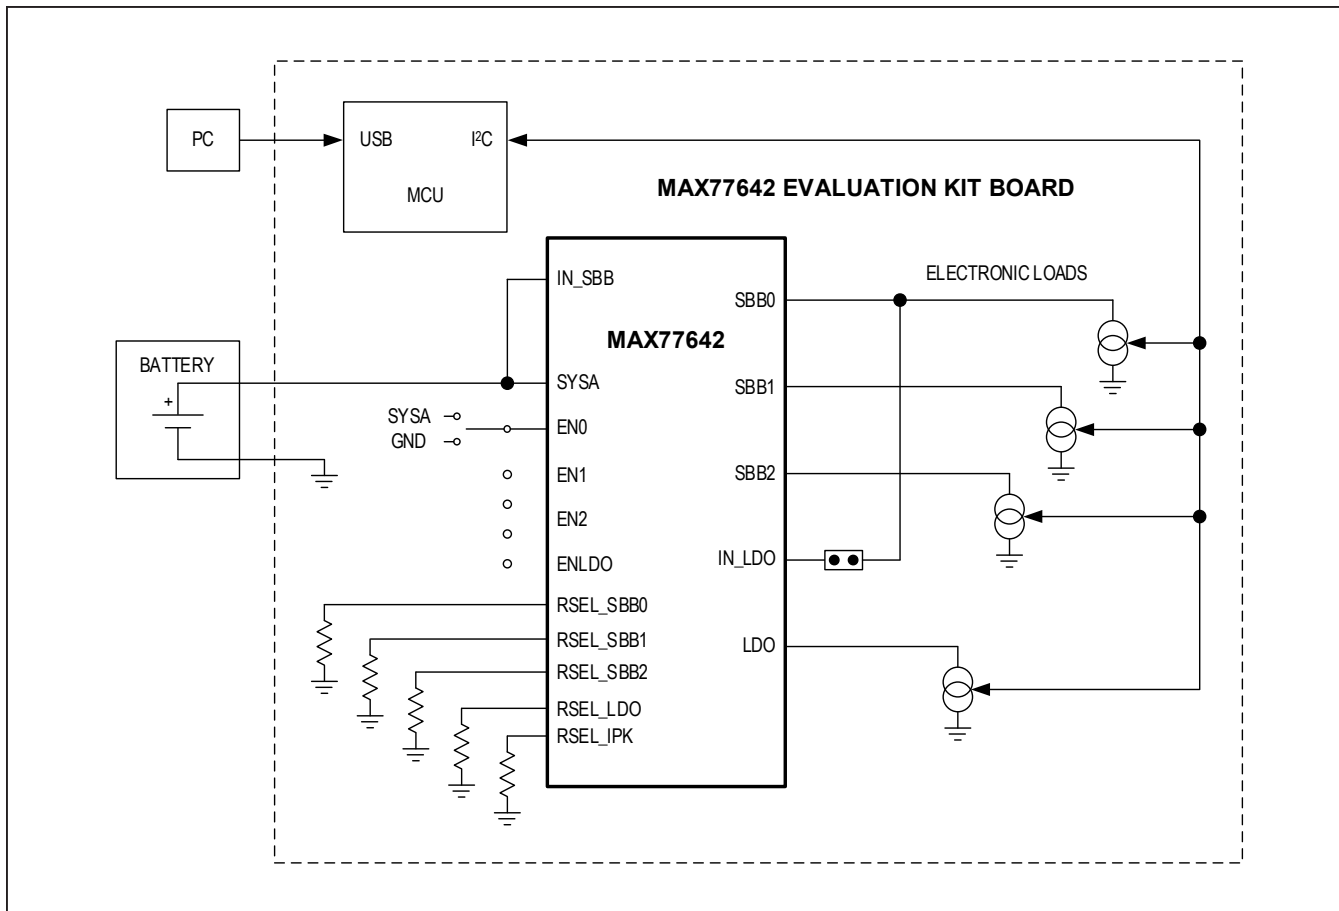 PC
USB
I²C
MCU
MAX77642 EVALUATION KIT BOARD
IN_SBB
SBB0
ELECTRONIC LOADS
MAX77642
BATTERY
+
SYSA
SBB1
SYSA
GND
EN0
EN1
SBB2
EN2
ENLDO
IN_LDO
RSEL_SBB0
RSEL_SBB1
LDO
RSEL_SBB2
RSEL_LDO
RSEL_IPK